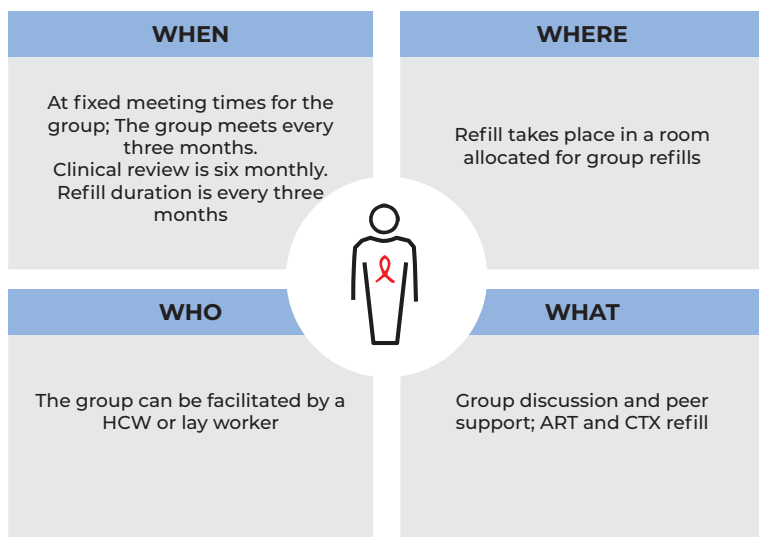 WHEN
At fixed meeting times for the
group; The group meets every
three months.
Clinical review is six monthly.
Refill duration is every three
months
WHERE
Refill takes place in a room
allocated for group refills
WHO
The group can be facilitated by a
HCW or lay worker
WHAT
Group discussion and peer
support; ART and CTX refill